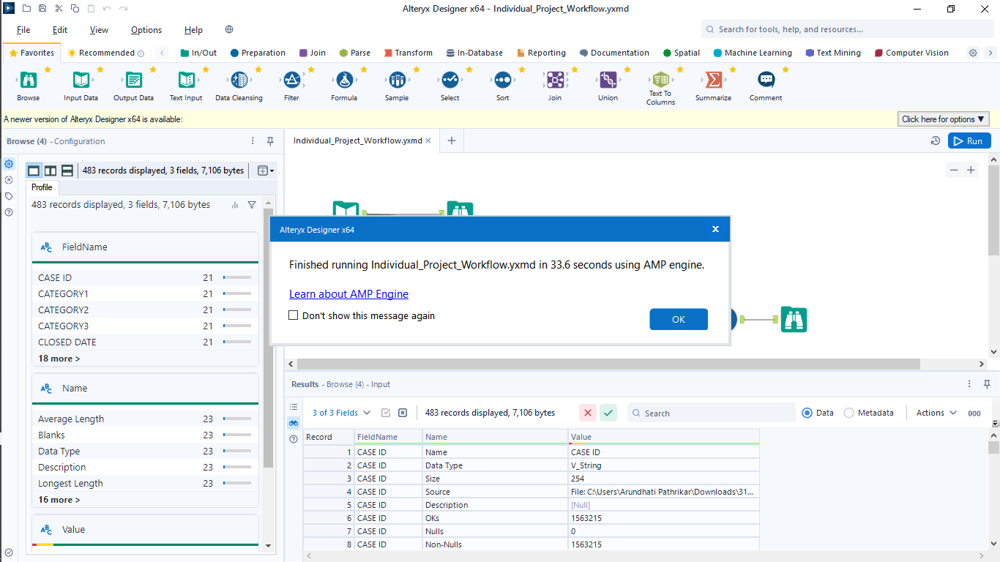 Alteryx Designer x64 - Individual_Project_Workflow.yxmd
File Edit View Options Help
Search for tools, help, and resources...
Favorites Recommended In/Out Preparation Join Parse Transform In-Database Reporting Documentation Spatial Machine Learning Text Mining Computer Vision
Browse Input Data Output Data Text Input Data Cleansing Filter Formula Sample Select Sort Join Union Text To Columns Summarize Comment
A newer version of Alteryx Designer x64 is available:
Click here for options ▼
Browse (4) - Configuration
Individual_Project_Workflow.yxmd
Run
483 records displayed, 3 fields, 7,106 bytes
Profile
483 records displayed, 3 fields, 7,106 bytes
ABC FieldName
CASE ID 21
CATEGORY1 21
CATEGORY2 21
CATEGORY3 21
CLOSED DATE 21
18 more >
ABC Name
Average Length 23
Blanks 23
Data Type 23
Description 23
Longest Length 23
16 more >
ABC Value
Alteryx Designer x64
Finished running Individual_Project_Workflow.yxmd in 33.6 seconds using AMP engine.
Learn about AMP Engine
Don't show this message again
OK
Results - Browse (4) - Input
3 of 3 Fields
483 records displayed, 7,106 bytes
Search
Data
Metadata
Actions
000
Record FieldName Name Value
1 CASE ID Name CASE ID
2 CASE ID Data Type V_String
3 CASE ID Size 254
4 CASE ID Source File: C:\Users\Arundhati Pathrikar\Downloads\31...
5 CASE ID Description [Null]
6 CASE ID OKs 1563215
7 CASE ID Nulls 0
8 CASE ID Non-Nulls 1563215